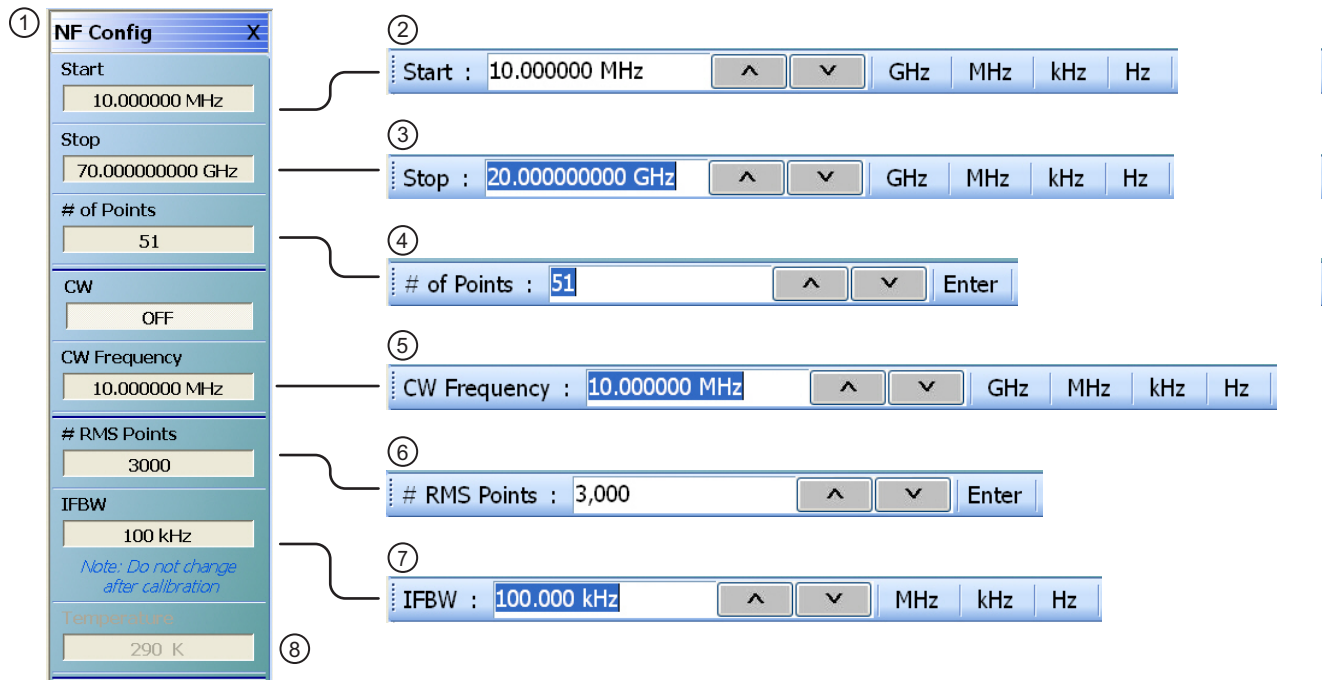 1
NF Config X
Start
10.000000 MHz
Stop
70.000000000 GHz
# of Points
51
CW
OFF
CW Frequency
10.000000 MHz
# RMS Points
3000
IFBW
100 kHz
Note: Do not change
after calibration
Temperature
290 K
2
Start : 10.000000 MHz GHz MHz kHz Hz
3
Stop : 20.000000000 GHz GHz MHz kHz Hz
4
# of Points : 51 Enter
5
CW Frequency : 10.000000 MHz GHz MHz kHz Hz
6
# RMS Points : 3,000 Enter
7
IFBW : 100.000 kHz MHz kHz Hz
8